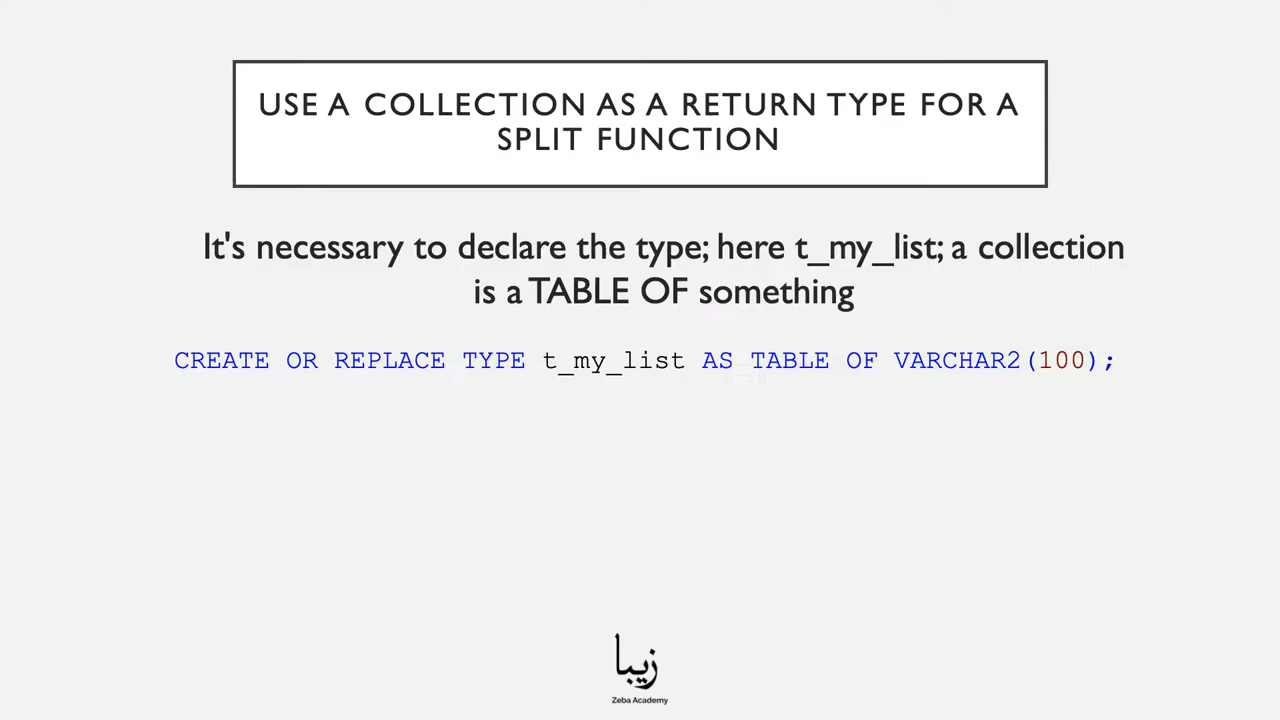 USE A COLLECTION AS A RETURN TYPE FOR A
SPLIT FUNCTION
It's necessary to declare the type; here t_my_list; a collection
is a TABLE OF something
CREATE OR REPLACE TYPE t_my_list AS TABLE OF VARCHAR2(100);
زيبا
Zeba Academy